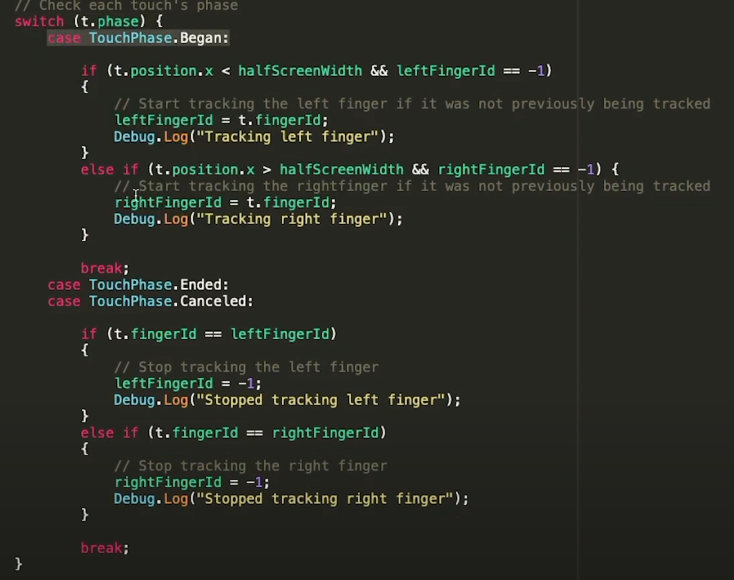 // Check each touch's phase
switch (t.phase) {
case TouchPhase.Began:
if (t.position.x < halfScreenWidth && leftFingerId == -1)
{
// Start tracking the left finger if it was not previously being tracked
leftFingerId = t.fingerId;
Debug.Log("Tracking left finger");
}
else if (t.position.x > halfScreenWidth && rightFingerId == -1) {
// Start tracking the rightfinger if it was not previously being tracked
rightFingerId = t.fingerId;
Debug.Log("Tracking right finger");
}
break;
case TouchPhase.Ended:
case TouchPhase.Canceled:
if (t.fingerId == leftFingerId)
{
// Stop tracking the left finger
leftFingerId = -1;
Debug.Log("Stopped tracking left finger");
}
else if (t.fingerId == rightFingerId)
{
// Stop tracking the right finger
rightFingerId = -1;
Debug.Log("Stopped tracking right finger");
}
break;
}